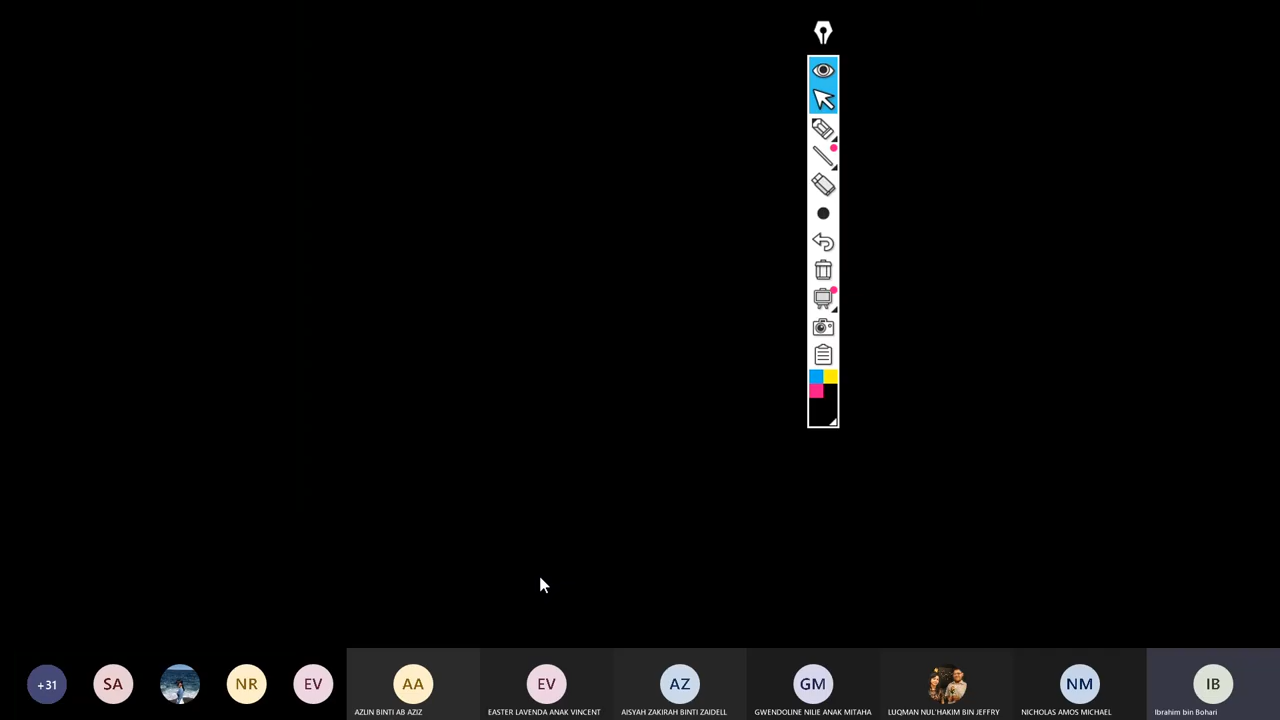 +31
SA
NR
EV
AA
AZLIN BINTI AB AZIZ
EV
EASTER LAVENDA ANAK VINCENT
AZ
AISYAH ZAKIRAH BINTI ZAIDELL
GM
GWENDOLINE NILIE ANAK MITAHA
LUQMAN NUL'HAKIM BIN JEFFRY
NM
NICHOLAS AMOS MICHAEL
IB
Ibrahim bin Bohari